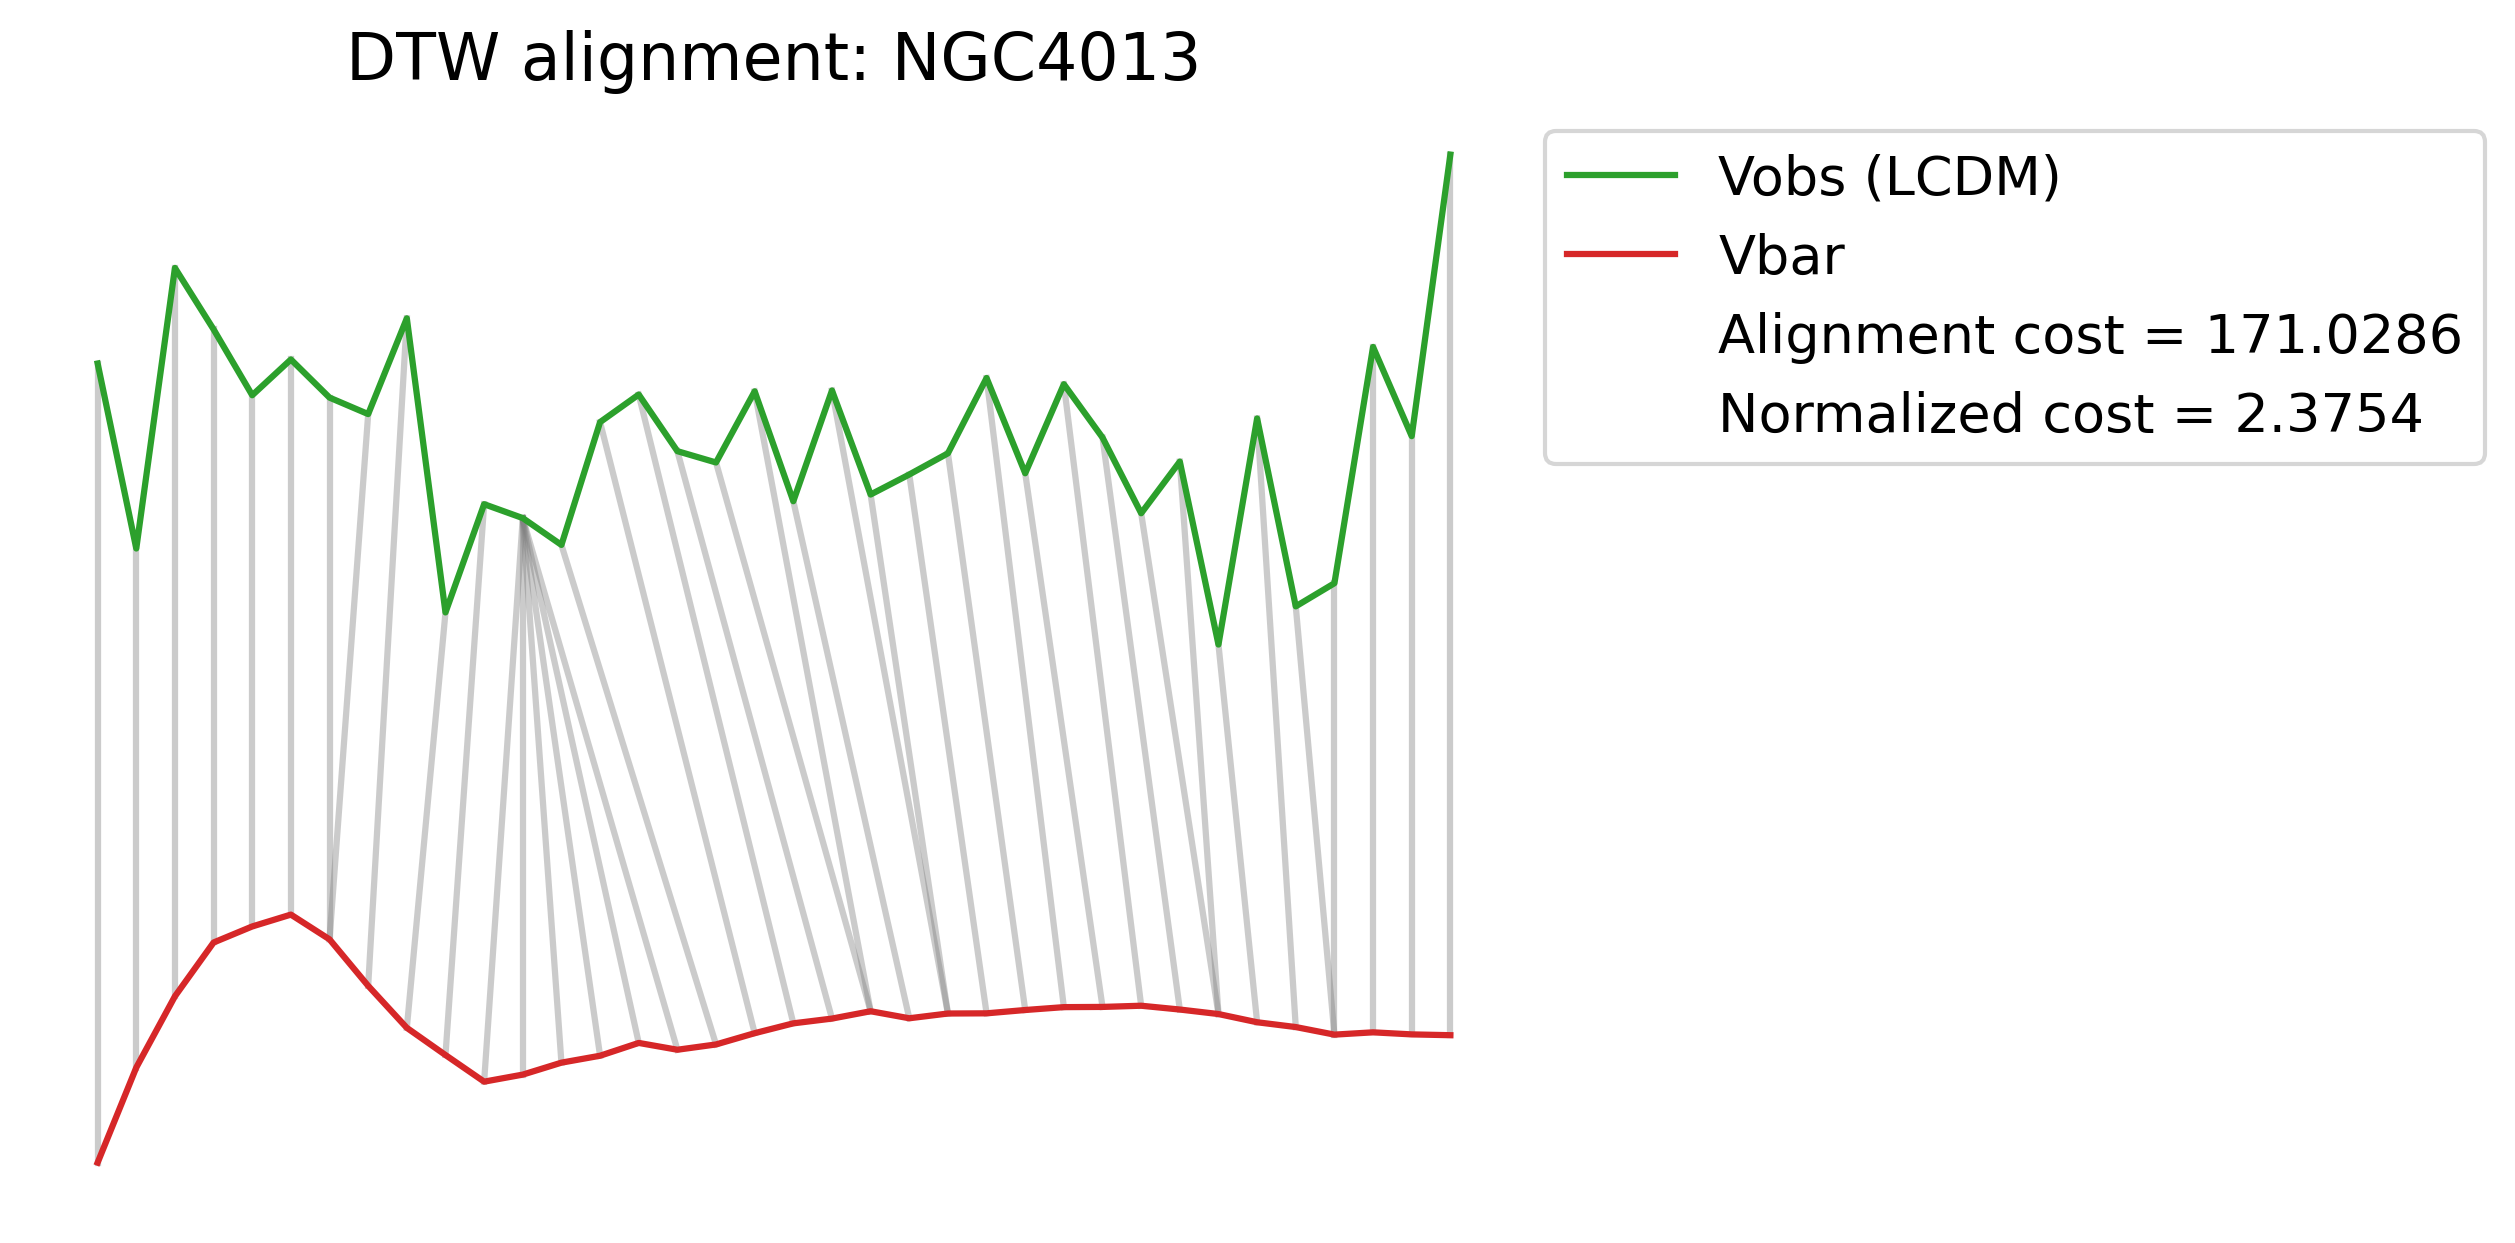 DTW alignment: NGC4013
Vobs (LCDM)
Vbar
Alignment cost = 171.0286
Normalized cost = 2.3754